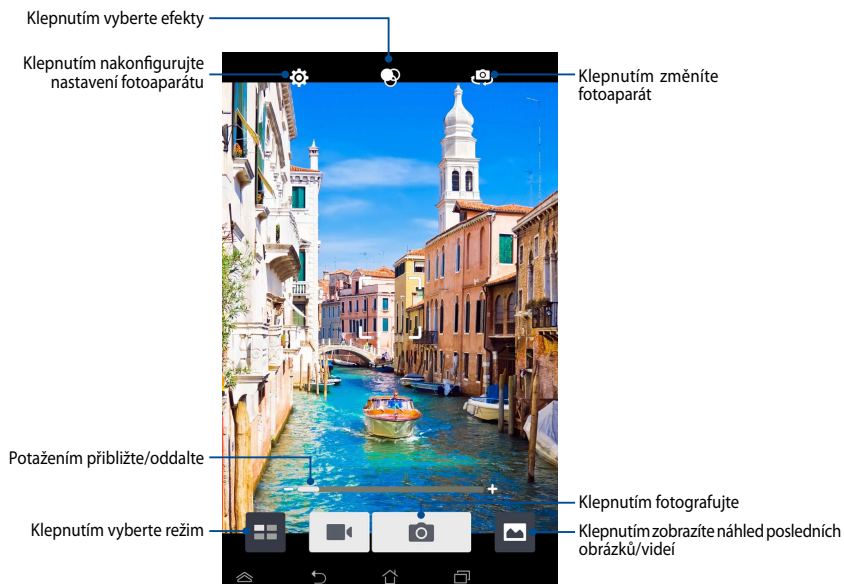 Klepnutím vyberte efekty
Klepnutím nakonfigurujte
nastavení fotoaparátu
Klepnutím změníte
fotoaparát
Potažením přibližte/oddalte
Klepnutím fotografujte
Klepnutím vyberte režim
Klepnutím zobrazíte náhled posledních
obrázků/videí